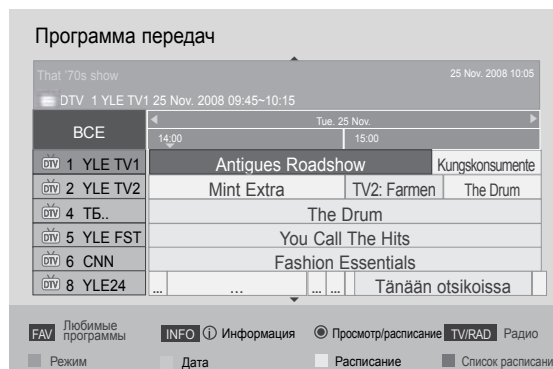 Программа передач
That '70s show
25 Nov. 2008 10:05
DTV 1 YLE TV1 25 Nov. 2008 09:45~10:15
ВСЕ
Tue. 25 Nov.
14:00 15:00
DTV 1 YLE TV1 Antigues Roadshow Kungskonsumente
DTV 2 YLE TV2 Mint Extra TV2: Farmen The Drum
DTV 4 ТБ.. The Drum
DTV 5 YLE FST You Call The Hits
DTV 6 CNN Fashion Essentials
DTV 8 YLE24 ... ... ... ... Tänään otsikoissa
FAV Любимые программы INFO i Информация Просмотр/расписание TV/RAD Радио
Режим Дата Расписание Список расписани